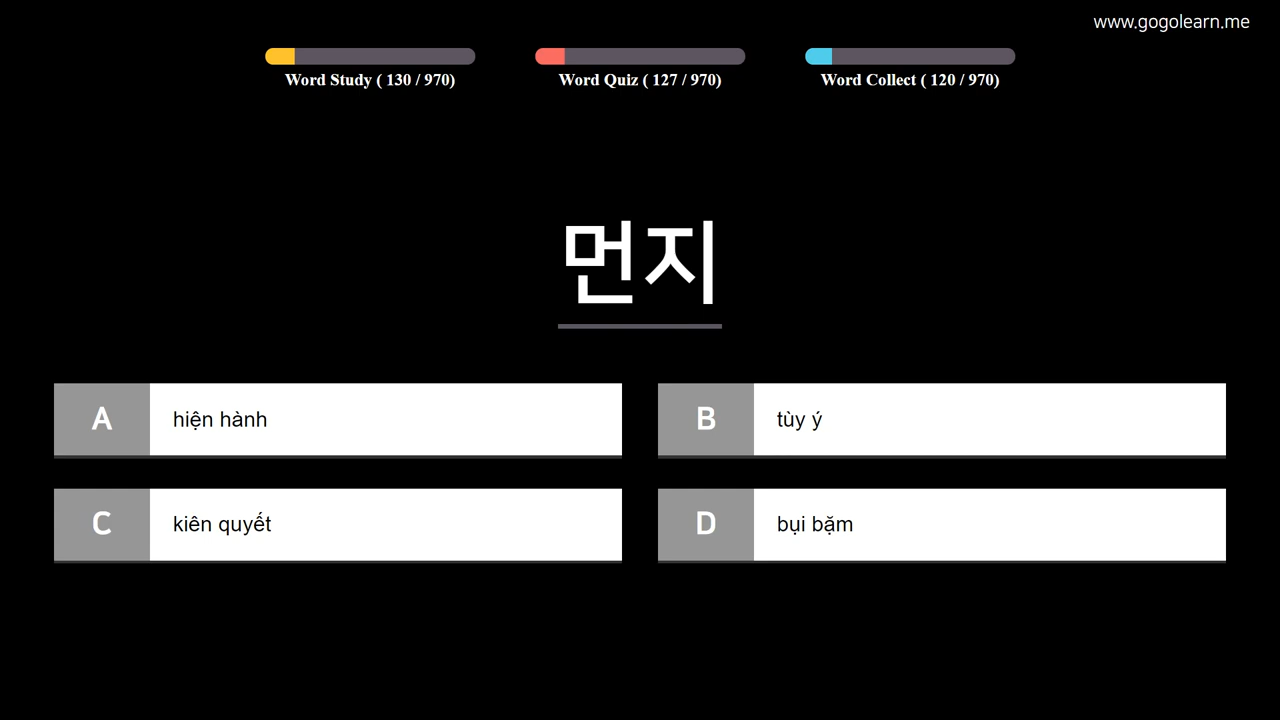 www.gogolearn.me
Word Study ( 130 / 970)
Word Quiz ( 127 / 970)
Word Collect ( 120 / 970)
먼지
A hiện hành
B tùy ý
C kiên quyết
D bụi bặm